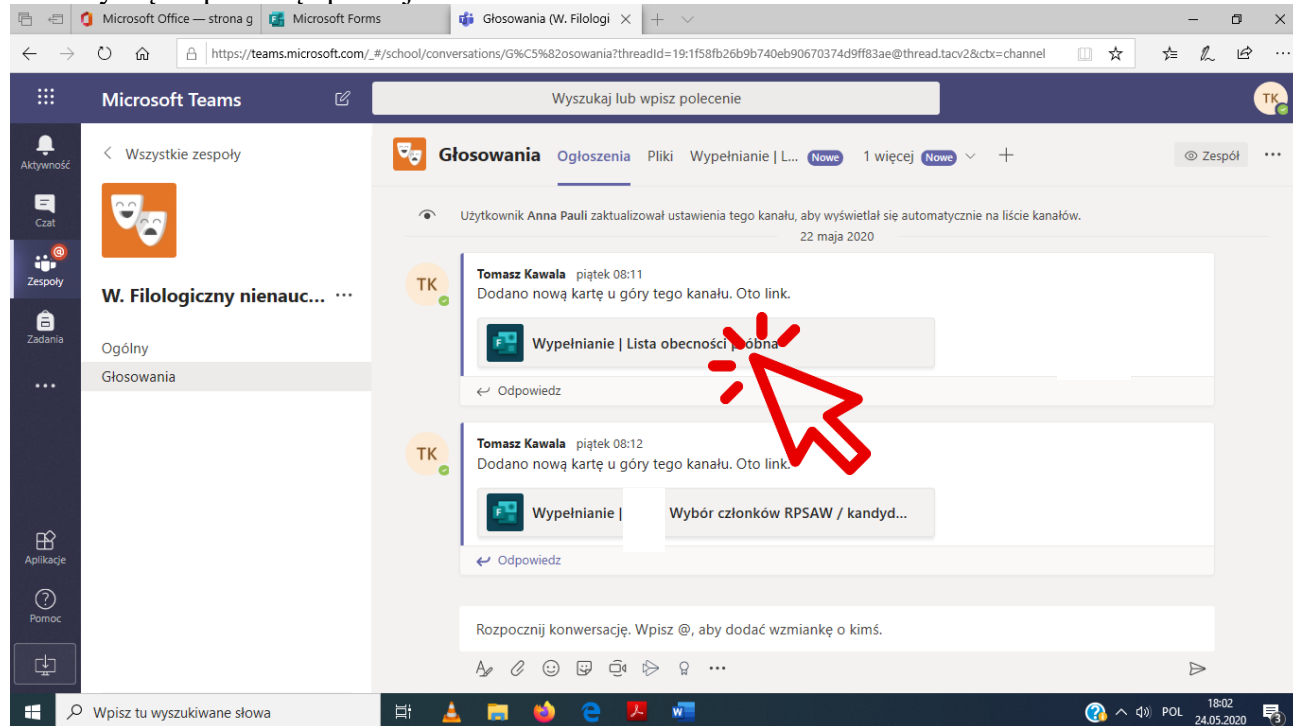 Microsoft Office — strona g
Microsoft Forms
Głosowania (W. Filologi
https://teams.microsoft.com/_#/school/conversations/G%C5%82osowania?threadId=19:1f58fb26b9b740eb90670374d9ff83ae@thread.tacv2&ctx=channel
Microsoft Teams
Wyszukaj lub wpisz polecenie
TK
Aktywność
Czat
Zespoły
Zadania
Aplikacje
Pomoc
Wszystkie zespoły
W. Filologiczny nienauc... ···
Ogólny
Głosowania
Głosowania Ogłoszenia Pliki Wypełnianie | L... Nowe 1 więcej Nowe
Zespół
Użytkownik Anna Pauli zaktualizował ustawienia tego kanału, aby wyświetlał się automatycznie na liście kanałów.
22 maja 2020
TK
Tomasz Kawala piątek 08:11
Dodano nową kartę u góry tego kanału. Oto link.
F
Wypełnianie | Lista obecności próbna
Odpowiedz
TK
Tomasz Kawala piątek 08:12
Dodano nową kartę u góry tego kanału. Oto link.
F
Wypełnianie | Wybór członków RPSAW / kandyd...
Odpowiedz
Rozpocznij konwersację. Wpisz @, aby dodać wzmiankę o kimś.
Wpisz tu wyszukiwane słowa
POL
18:02
24.05.2020
3